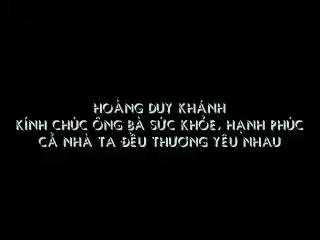 HOÀNG DUY KHÁNH
KÍNH CHÚC ÔNG BÀ SỨC KHỎE, HẠNH PHÚC
CẢ NHÀ TA ĐỀU THƯƠNG YÊU NHAU